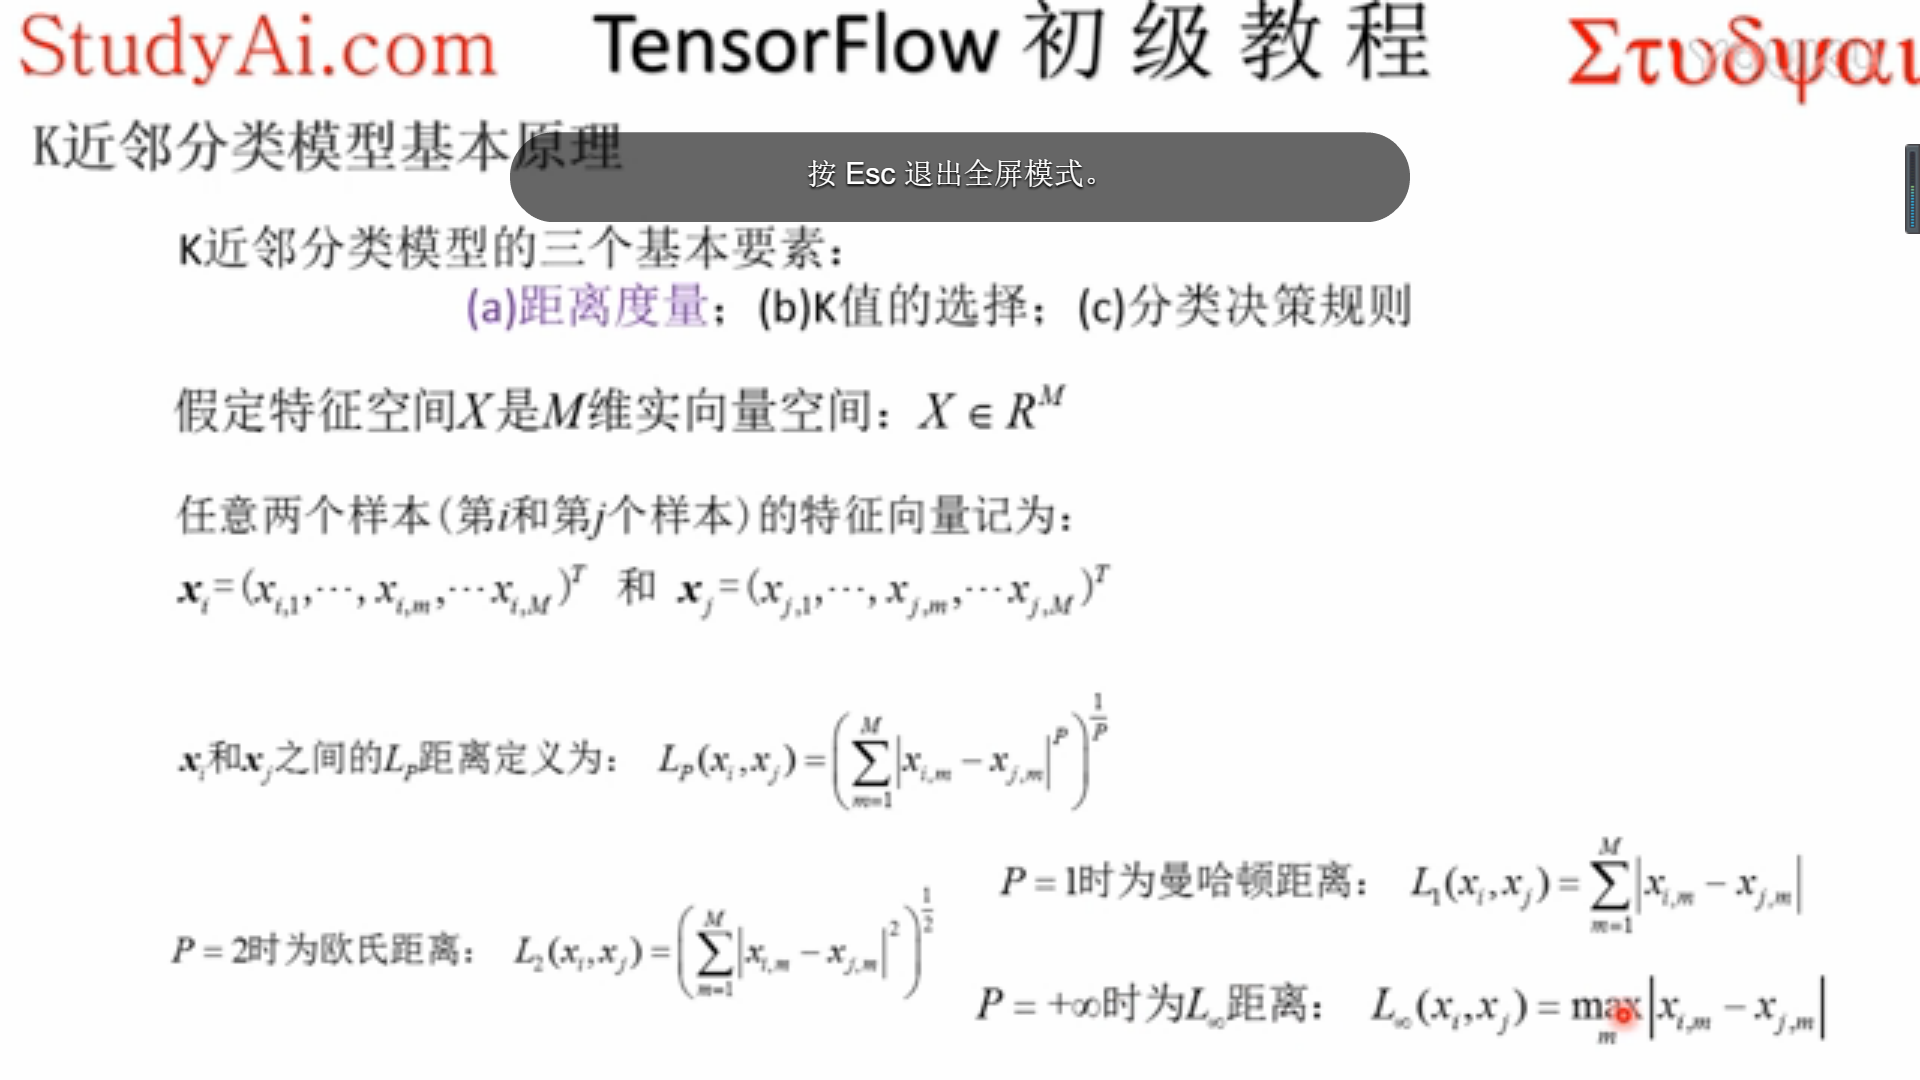 StudyAi.com TensorFlow 初级教程 Στυδψαι
youku
K近邻分类模型基本原理
按 Esc 退出全屏模式。
K近邻分类模型的三个基本要素：
(a)距离度量；(b)K值的选择；(c)分类决策规则
假定特征空间X是M维实向量空间：X ∈ R^M
任意两个样本(第i和第j个样本)的特征向量记为：
x_i=(x_{i,1},⋯,x_{i,m},⋯x_{i,M})^T 和 x_j=(x_{j,1},⋯,x_{j,m},⋯x_{j,M})^T
x_i和x_j之间的L_P距离定义为： L_P(x_i,x_j)=(∑_{m=1}^{M}|x_{i,m}−x_{j,m}|^P)^{1/P}
P=1时为曼哈顿距离： L_1(x_i,x_j)=∑_{m=1}^{M}|x_{i,m}−x_{j,m}|
P=2时为欧氏距离： L_2(x_i,x_j)=(∑_{m=1}^{M}|x_{i,m}−x_{j,m}|^2)^{1/2}
P=+∞时为L_∞距离： L_∞(x_i,x_j)=max_m|x_{i,m}−x_{j,m}|